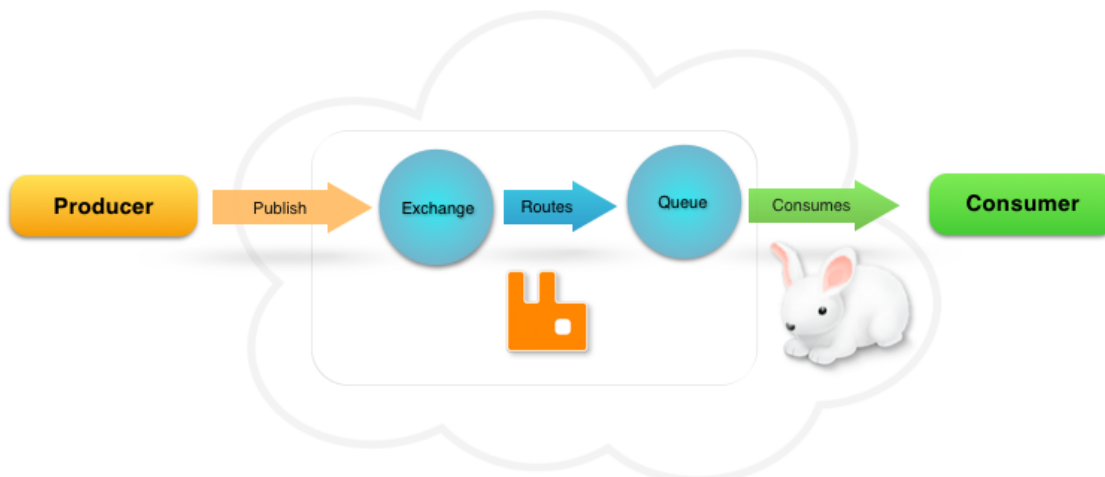 Producer
Publish
Exchange
Routes
Queue
Consumes
Consumer